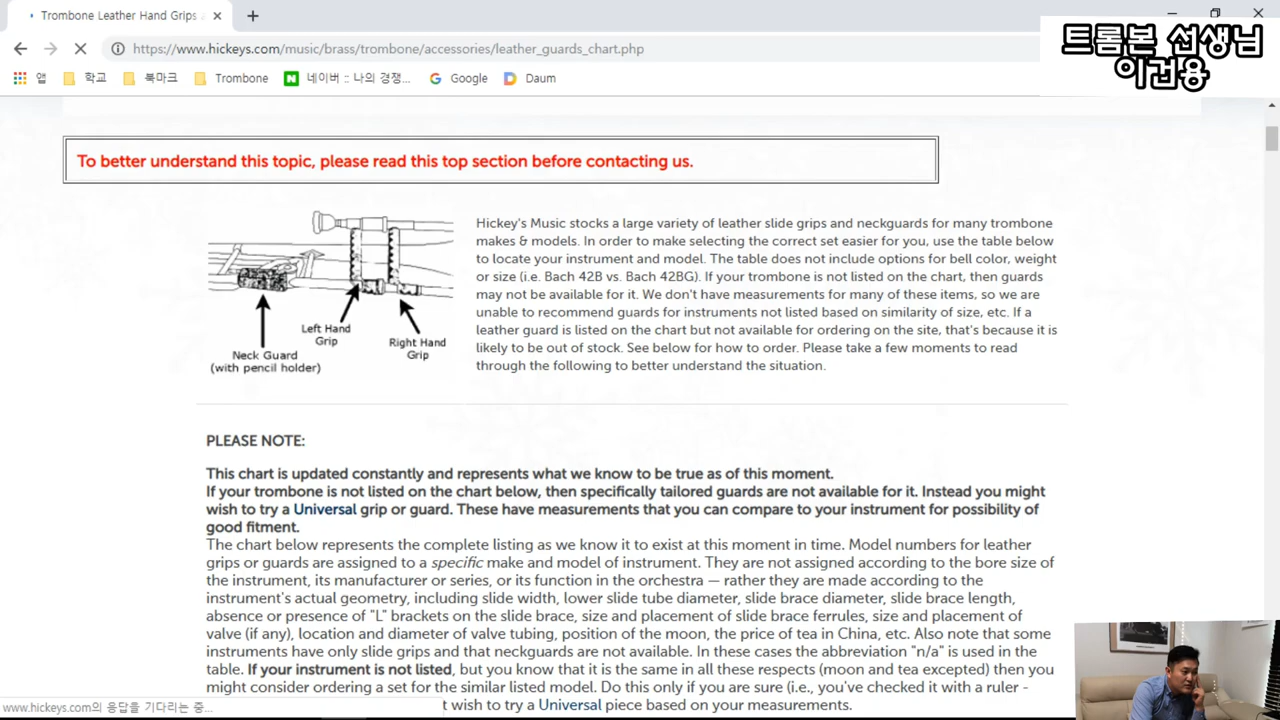 Trombone Leather Hand Grips
https://www.hickeys.com/music/brass/trombone/accessories/leather_guards_chart.php
트롬본 선생님
이건용
앱 학교 북마크 Trombone 네이버 :: 나의 경쟁... Google Daum
To better understand this topic, please read this top section before contacting us.
Hickey's Music stocks a large variety of leather slide grips and neckguards for many trombone
makes & models. In order to make selecting the correct set easier for you, use the table below
to locate your instrument and model. The table does not include options for bell color, weight
or size (i.e. Bach 42B vs. Bach 42BG). If your trombone is not listed on the chart, then guards
may not be available for it. We don't have measurements for many of these items, so we are
unable to recommend guards for instruments not listed based on similarity of size, etc. If a
leather guard is listed on the chart but not available for ordering on the site, that's because it is
likely to be out of stock. See below for how to order. Please take a few moments to read
through the following to better understand the situation.
Left Hand
Grip
Right Hand
Grip
Neck Guard
(with pencil holder)
PLEASE NOTE:
This chart is updated constantly and represents what we know to be true as of this moment.
If your trombone is not listed on the chart below, then specifically tailored guards are not available for it. Instead you might
wish to try a Universal grip or guard. These have measurements that you can compare to your instrument for possibility of
good fitment.
The chart below represents the complete listing as we know it to exist at this moment in time. Model numbers for leather
grips or guards are assigned to a specific make and model of instrument. They are not assigned according to the bore size of
the instrument, its manufacturer or series, or its function in the orchestra — rather they are made according to the
instrument's actual geometry, including slide width, lower slide tube diameter, slide brace diameter, slide brace length,
absence or presence of "L" brackets on the slide brace, size and placement of slide brace ferrules, size and placement of
valve (if any), location and diameter of valve tubing, position of the moon, the price of tea in China, etc. Also note that some
instruments have only slide grips and that neckguards are not available. In these cases the abbreviation "n/a" is used in the
table. If your instrument is not listed, but you know that it is the same in all these respects (moon and tea excepted) then you
might consider ordering a set for the similar listed model. Do this only if you are sure (i.e., you've checked it with a ruler -
t wish to try a Universal piece based on your measurements.
www.hickeys.com의 응답을 기다리는 중...